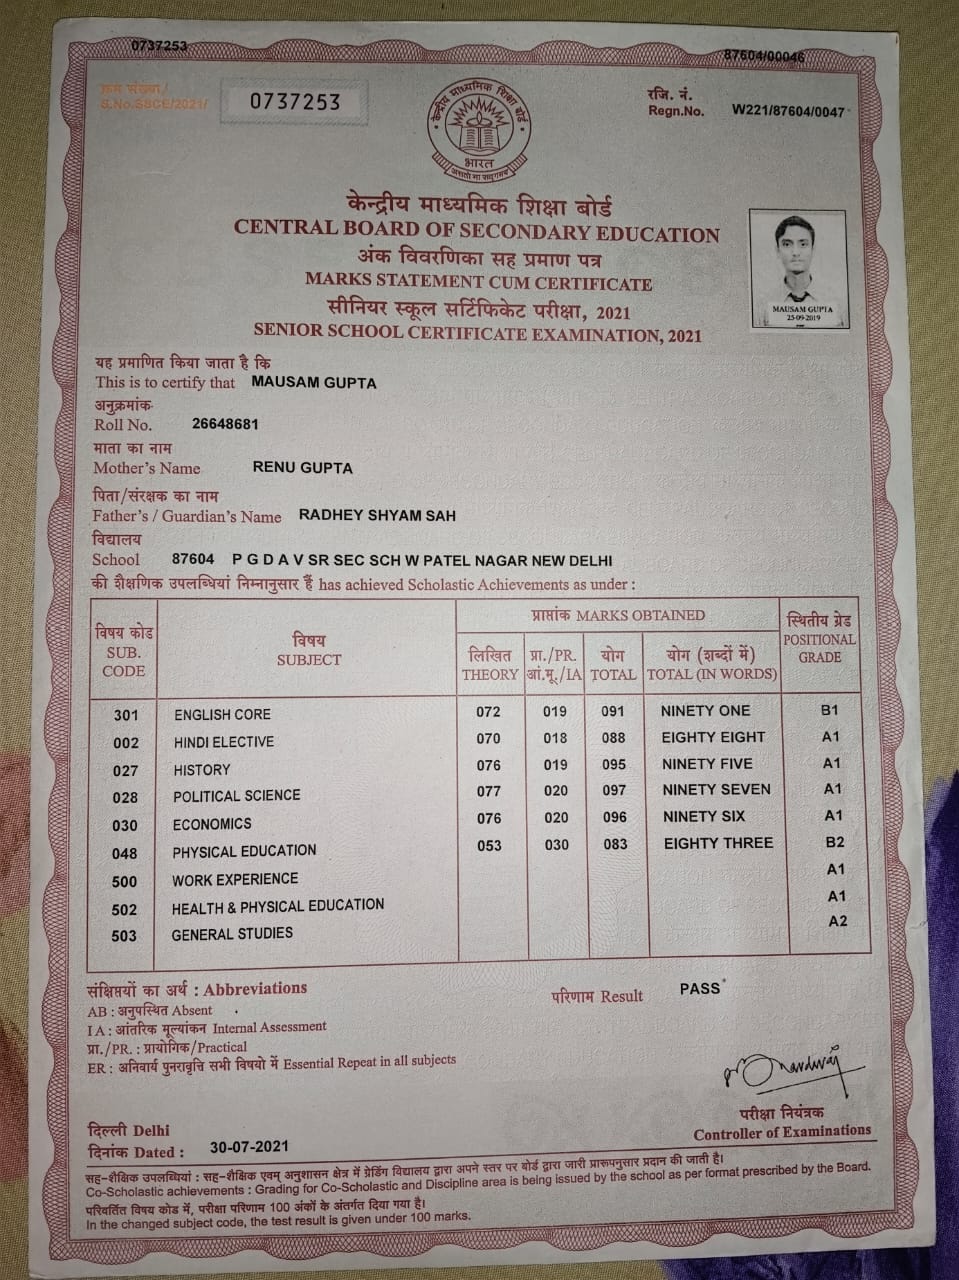 0737253
87604/00046
क्रम संख्या/
S.No.SSCE/2021/
0737253
रजि. नं.
Regn.No. W221/87604/0047
केन्द्रीय माध्यमिक शिक्षा बोर्ड
भारत
असतो मा सद्गमय
केन्द्रीय माध्यमिक शिक्षा बोर्ड
CENTRAL BOARD OF SECONDARY EDUCATION
अंक विवरणिका सह प्रमाण पत्र
MARKS STATEMENT CUM CERTIFICATE
सीनियर स्कूल सर्टिफिकेट परीक्षा, 2021
SENIOR SCHOOL CERTIFICATE EXAMINATION, 2021
MAUSAM GUPTA
25-09-2019
यह प्रमाणित किया जाता है कि
This is to certify that MAUSAM GUPTA
अनुक्रमांक
Roll No. 26648681
माता का नाम
Mother's Name RENU GUPTA
पिता/संरक्षक का नाम
Father's / Guardian's Name RADHEY SHYAM SAH
विद्यालय
School 87604 P G D A V SR SEC SCH W PATEL NAGAR NEW DELHI
की शैक्षणिक उपलब्धियां निम्नानुसार हैं has achieved Scholastic Achievements as under :
विषय कोड
SUB.
CODE
विषय
SUBJECT
प्राप्तांक MARKS OBTAINED
लिखित
THEORY
प्रा./PR.
आं.मू./IA
योग
TOTAL
योग (शब्दों में)
TOTAL (IN WORDS)
स्थितीय ग्रेड
POSITIONAL
GRADE
301 ENGLISH CORE 072 019 091 NINETY ONE B1
002 HINDI ELECTIVE 070 018 088 EIGHTY EIGHT A1
027 HISTORY 076 019 095 NINETY FIVE A1
028 POLITICAL SCIENCE 077 020 097 NINETY SEVEN A1
030 ECONOMICS 076 020 096 NINETY SIX A1
048 PHYSICAL EDUCATION 053 030 083 EIGHTY THREE B2
500 WORK EXPERIENCE A1
502 HEALTH & PHYSICAL EDUCATION A1
503 GENERAL STUDIES A2
संक्षिप्तियों का अर्थ : Abbreviations
AB : अनुपस्थित Absent
IA : आंतरिक मूल्यांकन Internal Assessment
प्रा./PR. : प्रायोगिक/Practical
ER : अनिवार्य पुनरावृत्ति सभी विषयो में Essential Repeat in all subjects
परिणाम Result PASS*
परीक्षा नियंत्रक
Controller of Examinations
दिल्ली Delhi
दिनांक Dated : 30-07-2021
सह-शैक्षिक उपलब्धियां : सह-शैक्षिक एवम् अनुशासन क्षेत्र में ग्रेडिंग विद्यालय द्वारा अपने स्तर पर बोर्ड द्वारा जारी प्रारूपनुसार प्रदान की जाती है।
Co-Scholastic achievements : Grading for Co-Scholastic and Discipline area is being issued by the school as per format prescribed by the Board.
परिवर्तित विषय कोड में, परीक्षा परिणाम 100 अंकों के अंतर्गत दिया गया है।
In the changed subject code, the test result is given under 100 marks.